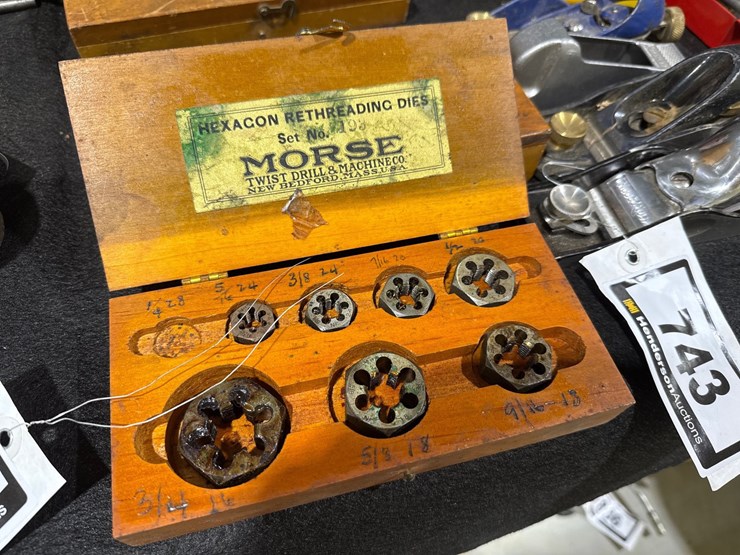 HEXAGON RETHREADING DIES
Set No.
MORSE
TWIST DRILL & MACHINE CO.
NEW BEDFORD, MASS. U.S.A.
1/4 28
5/16 24
3/8 24
7/16 20
1/2 20
3/4 16
5/8 18
9/16-18
Henderson Auctions
743